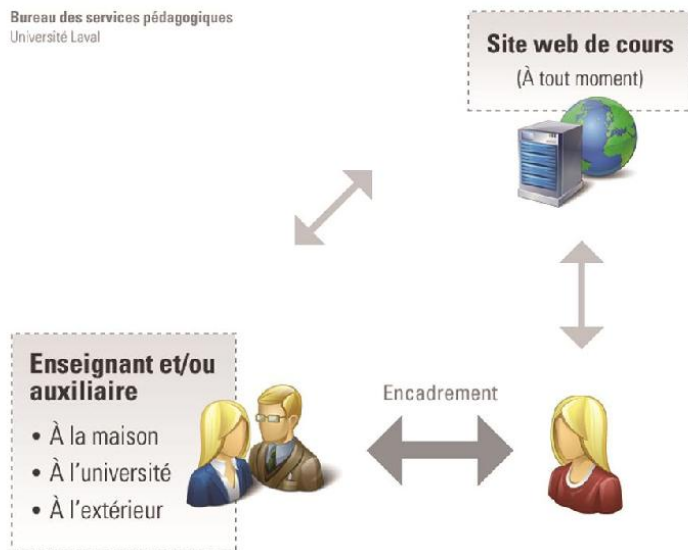 Bureau des services pédagogiques
Université Laval
Site web de cours
(À tout moment)
Enseignant et/ou
auxiliaire
• À la maison
• À l'université
• À l'extérieur
Encadrement